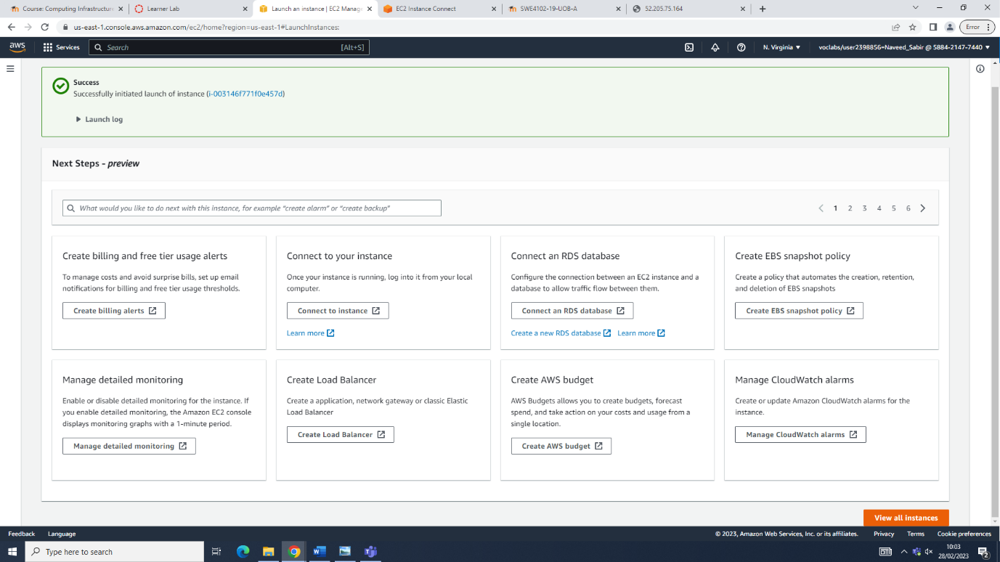 Course: Computing Infrastructure
Learner Lab
Launch an instance | EC2 Manag
EC2 Instance Connect
SWE4102-19-UOB-A
52.205.75.164
us-east-1.console.aws.amazon.com/ec2/home?region=us-east-1#LaunchInstances:
Error
aws
Services
Search
[Alt+S]
N. Virginia
voclabs/user2398856=Naveed_Sabir @ 5884-2147-7440
Success
Successfully initiated launch of instance (i-003146f771f0e457d)
Launch log
Next Steps - preview
What would you like to do next with this instance, for example “create alarm” or “create backup”
1 2 3 4 5 6
Create billing and free tier usage alerts
To manage costs and avoid surprise bills, set up email
notifications for billing and free tier usage thresholds.
Create billing alerts
Connect to your instance
Once your instance is running, log into it from your local
computer.
Connect to instance
Learn more
Connect an RDS database
Configure the connection between an EC2 instance and a
database to allow traffic flow between them.
Connect an RDS database
Create a new RDS database Learn more
Create EBS snapshot policy
Create a policy that automates the creation, retention,
and deletion of EBS snapshots
Create EBS snapshot policy
Manage detailed monitoring
Enable or disable detailed monitoring for the instance. If
you enable detailed monitoring, the Amazon EC2 console
displays monitoring graphs with a 1-minute period.
Manage detailed monitoring
Create Load Balancer
Create a application, network gateway or classic Elastic
Load Balancer
Create Load Balancer
Create AWS budget
AWS Budgets allows you to create budgets, forecast
spend, and take action on your costs and usage from a
single location.
Create AWS budget
Manage CloudWatch alarms
Create or update Amazon CloudWatch alarms for the
instance.
Manage CloudWatch alarms
View all instances
Feedback Language
© 2023, Amazon Web Services, Inc. or its affiliates. Privacy Terms Cookie preferences
Type here to search
10:03
28/02/2023
2